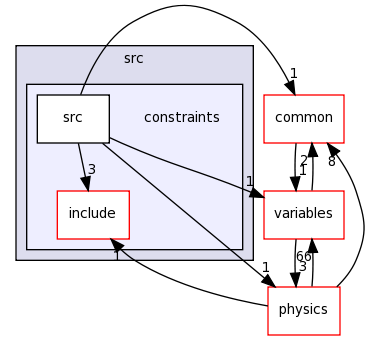 src
1
src
constraints
common
3
2
1
8
1
include
variables
1
1
66
3
physics